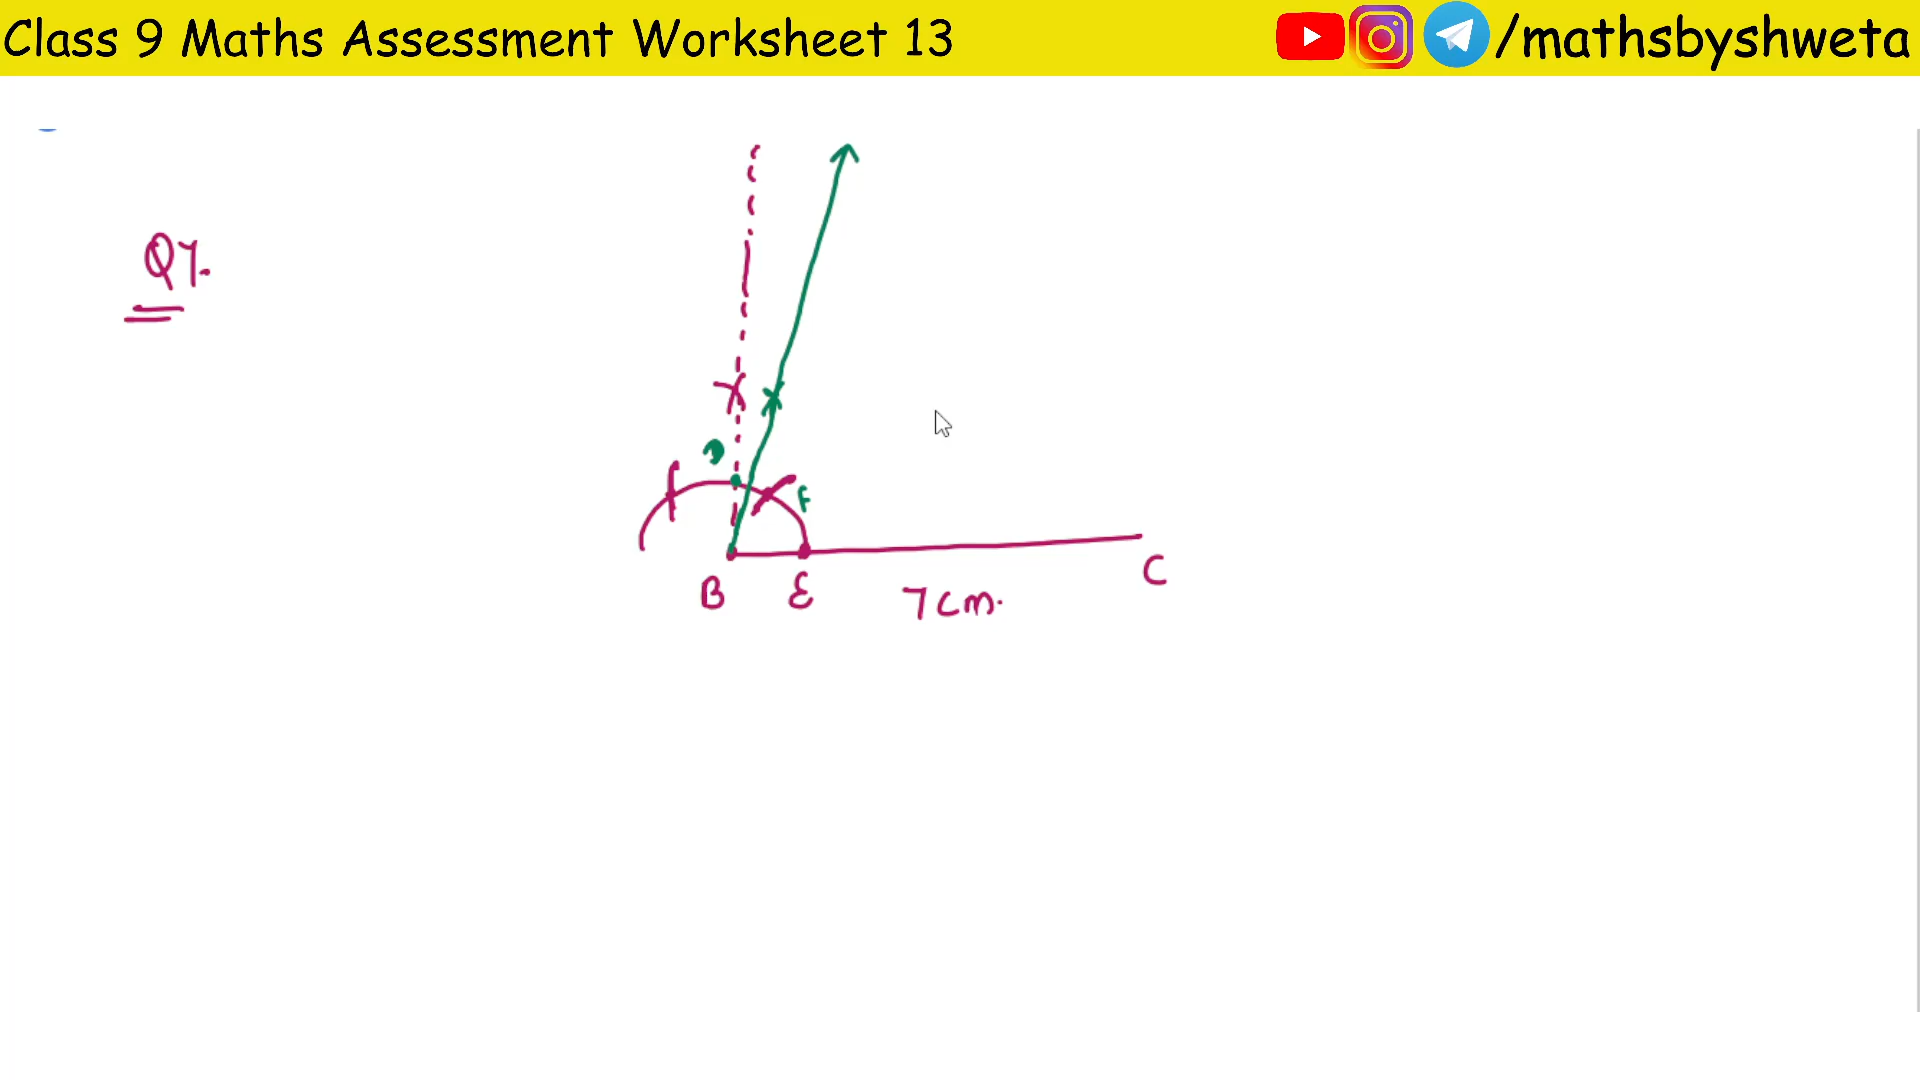 Class 9 Maths Assessment Worksheet 13
/mathsbyshweta
Q7.
D
F
B E C
7cm.